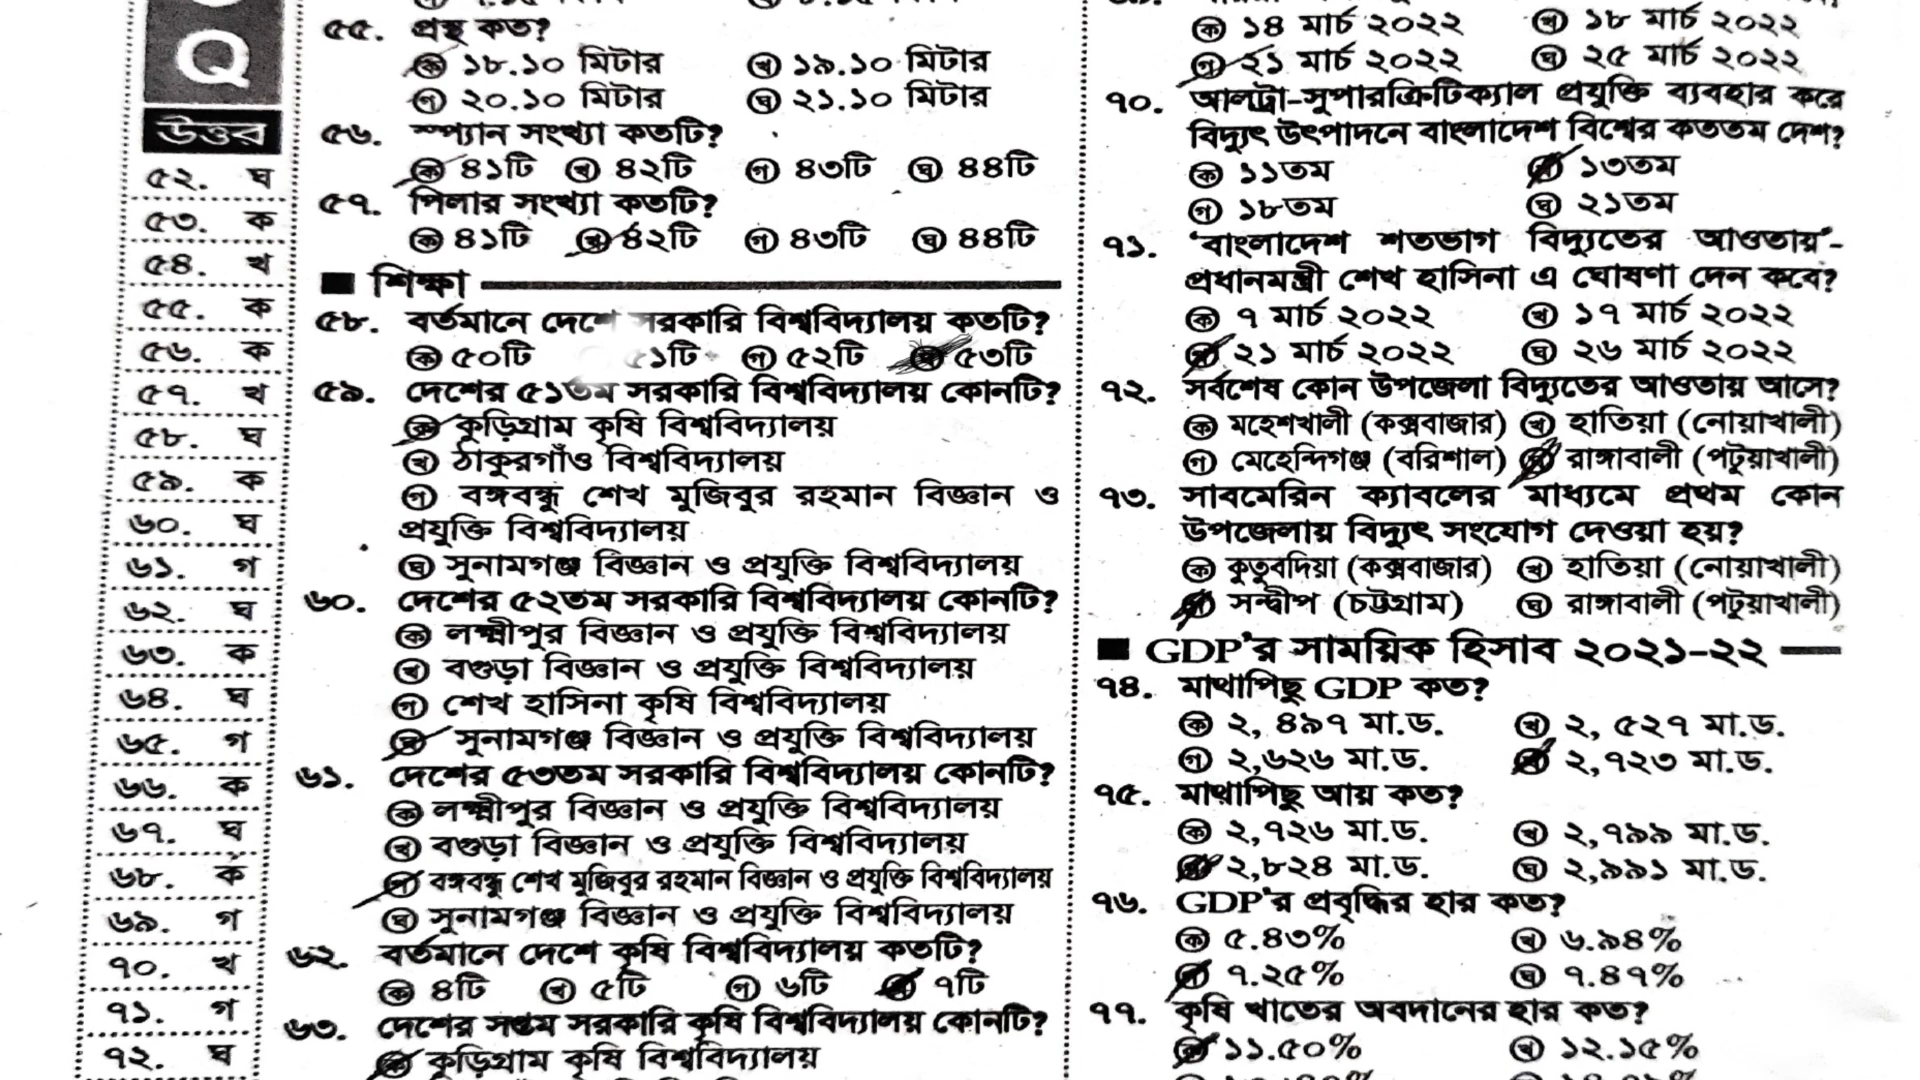 Q
উত্তর
৫২. ঘ
৫৩. ক
৫৪. খ
৫৫. ক
৫৬. ক
৫৭. খ
৫৮. ঘ
৫৯. ক
৬০. ঘ
৬১. গ
৬২. ঘ
৬৩. ক
৬৪. ঘ
৬৫. গ
৬৬. ক
৬৭. ঘ
৬৮. ক
৬৯. গ
৭০. খ
৭১. গ
৭২. ঘ
৫৫. প্রস্থ কত?
ক ১৮.১০ মিটার খ ১৯.১০ মিটার
গ ২০.১০ মিটার ঘ ২১.১০ মিটার
৫৬. স্প্যান সংখ্যা কতটি?
ক ৪১টি খ ৪২টি গ ৪৩টি ঘ ৪৪টি
৫৭. পিলার সংখ্যা কতটি?
ক ৪১টি খ ৪২টি গ ৪৩টি ঘ ৪৪টি
■ শিক্ষা
৫৮. বর্তমানে দেশে সরকারি বিশ্ববিদ্যালয় কতটি?
ক ৫০টি ৫১টি গ ৫২টি ঘ ৫৩টি
৫৯. দেশের ৫১তম সরকারি বিশ্ববিদ্যালয় কোনটি?
ক কুড়িগ্রাম কৃষি বিশ্ববিদ্যালয়
খ ঠাকুরগাঁও বিশ্ববিদ্যালয়
গ বঙ্গবন্ধু শেখ মুজিবুর রহমান বিজ্ঞান ও
প্রযুক্তি বিশ্ববিদ্যালয়
ঘ সুনামগঞ্জ বিজ্ঞান ও প্রযুক্তি বিশ্ববিদ্যালয়
৬০. দেশের ৫২তম সরকারি বিশ্ববিদ্যালয় কোনটি?
ক লক্ষ্মীপুর বিজ্ঞান ও প্রযুক্তি বিশ্ববিদ্যালয়
খ বগুড়া বিজ্ঞান ও প্রযুক্তি বিশ্ববিদ্যালয়
গ শেখ হাসিনা কৃষি বিশ্ববিদ্যালয়
ঘ সুনামগঞ্জ বিজ্ঞান ও প্রযুক্তি বিশ্ববিদ্যালয়
৬১. দেশের ৫৩তম সরকারি বিশ্ববিদ্যালয় কোনটি?
ক লক্ষ্মীপুর বিজ্ঞান ও প্রযুক্তি বিশ্ববিদ্যালয়
খ বগুড়া বিজ্ঞান ও প্রযুক্তি বিশ্ববিদ্যালয়
গ বঙ্গবন্ধু শেখ মুজিবুর রহমান বিজ্ঞান ও প্রযুক্তি বিশ্ববিদ্যালয়
ঘ সুনামগঞ্জ বিজ্ঞান ও প্রযুক্তি বিশ্ববিদ্যালয়
৬২. বর্তমানে দেশে কৃষি বিশ্ববিদ্যালয় কতটি?
ক ৪টি খ ৫টি গ ৬টি ঘ ৭টি
৬৩. দেশের সপ্তম সরকারি কৃষি বিশ্ববিদ্যালয় কোনটি?
ক কুড়িগ্রাম কৃষি বিশ্ববিদ্যালয়
ক ১৪ মার্চ ২০২২ খ ১৮ মার্চ ২০২২
গ ২১ মার্চ ২০২২ ঘ ২৫ মার্চ ২০২২
৭০. আলট্রা-সুপারক্রিটিক্যাল প্রযুক্তি ব্যবহার করে
বিদ্যুৎ উৎপাদনে বাংলাদেশ বিশ্বের কততম দেশ?
ক ১১তম খ ১৩তম
গ ১৮তম ঘ ২১তম
৭১. 'বাংলাদেশ শতভাগ বিদ্যুতের আওতায়'-
প্রধানমন্ত্রী শেখ হাসিনা এ ঘোষণা দেন কবে?
ক ৭ মার্চ ২০২২ খ ১৭ মার্চ ২০২২
গ ২১ মার্চ ২০২২ ঘ ২৬ মার্চ ২০২২
৭২. সর্বশেষ কোন উপজেলা বিদ্যুতের আওতায় আসে?
ক মহেশখালী (কক্সবাজার) খ হাতিয়া (নোয়াখালী)
গ মেহেন্দিগঞ্জ (বরিশাল) ঘ রাঙ্গাবালী (পটুয়াখালী)
৭৩. সাবমেরিন ক্যাবলের মাধ্যমে প্রথম কোন
উপজেলায় বিদ্যুৎ সংযোগ দেওয়া হয়?
ক কুতুবদিয়া (কক্সবাজার) খ হাতিয়া (নোয়াখালী)
গ সন্দ্বীপ (চট্টগ্রাম) ঘ রাঙ্গাবালী (পটুয়াখালী)
■ GDP'র সাময়িক হিসাব ২০২১-২২
৭৪. মাথাপিছু GDP কত?
ক ২, ৪৯৭ মা.ড. খ ২, ৫২৭ মা.ড.
গ ২,৬২৬ মা.ড. ঘ ২,৭২৩ মা.ড.
৭৫. মাথাপিছু আয় কত?
ক ২,৭২৬ মা.ড. খ ২,৭৯৯ মা.ড.
গ ২,৮২৪ মা.ড. ঘ ২,৯৯১ মা.ড.
৭৬. GDP'র প্রবৃদ্ধির হার কত?
ক ৫.৪৩% খ ৬.৯৪%
গ ৭.২৫% ঘ ৭.৪৭%
৭৭. কৃষি খাতের অবদানের হার কত?
ক ১১.৫০% খ ১২.১৫%